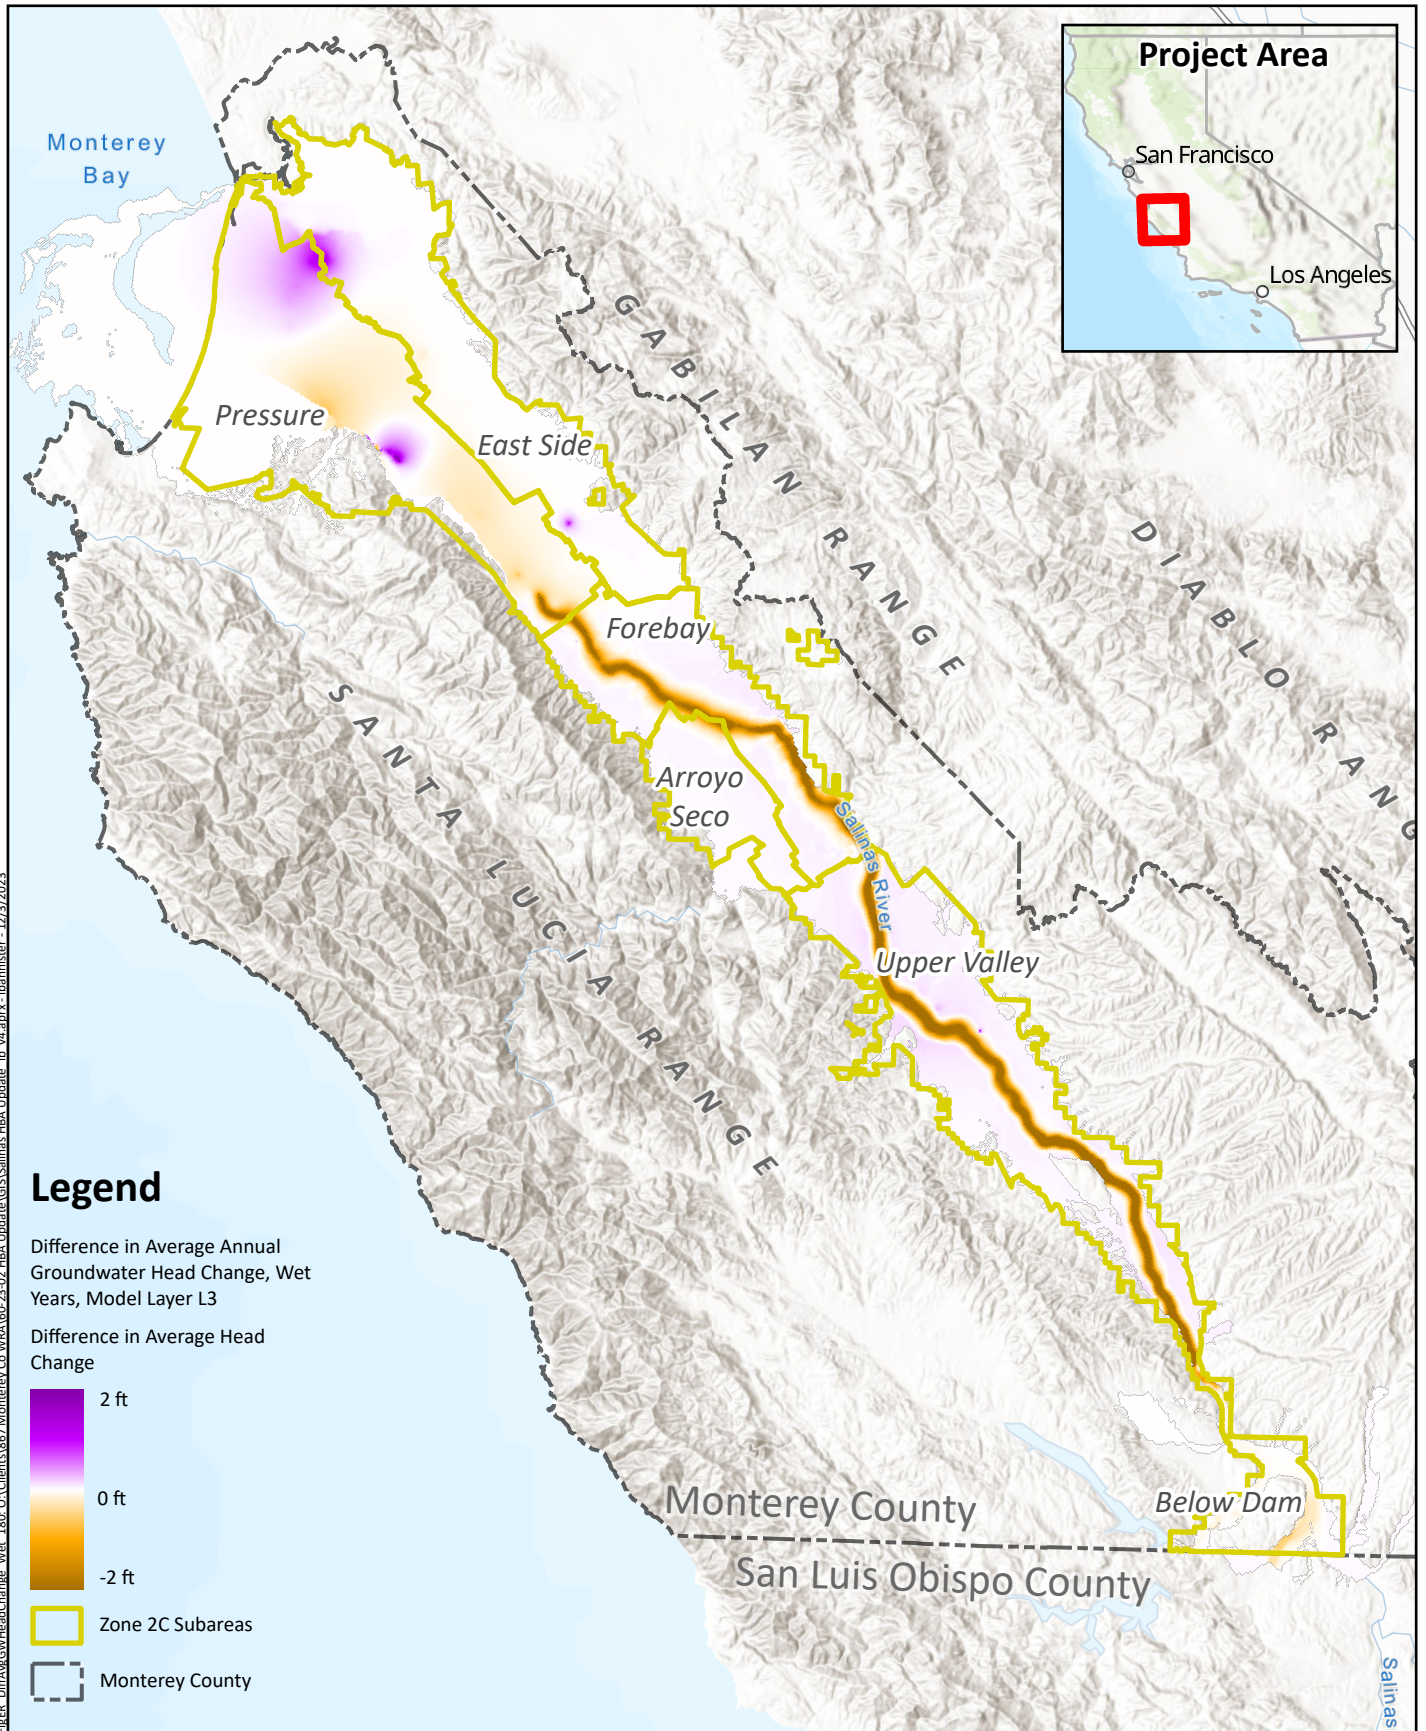 Project Area
San Francisco
Los Angeles
Monterey
Bay
GABILAN RANGE
DIABLO RANG
Pressure
East Side
Forebay
SANTA LUCIA RANGE
Arroyo
Seco
Salinas River
Upper Valley
Legend
Difference in Average Annual
Groundwater Head Change, Wet
Years, Model Layer L3
Difference in Average Head
Change
2 ft
0 ft
-2 ft
Zone 2C Subareas
Monterey County
Monterey County
Below Dam
San Luis Obispo County
Salinas